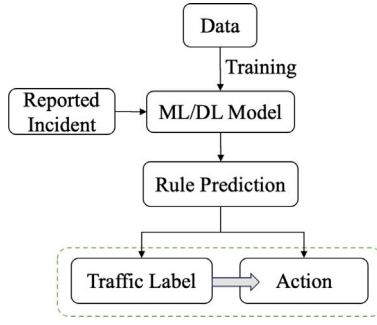 Data
Training
Reported
Incident
ML/DL Model
Rule Prediction
Traffic Label
Action